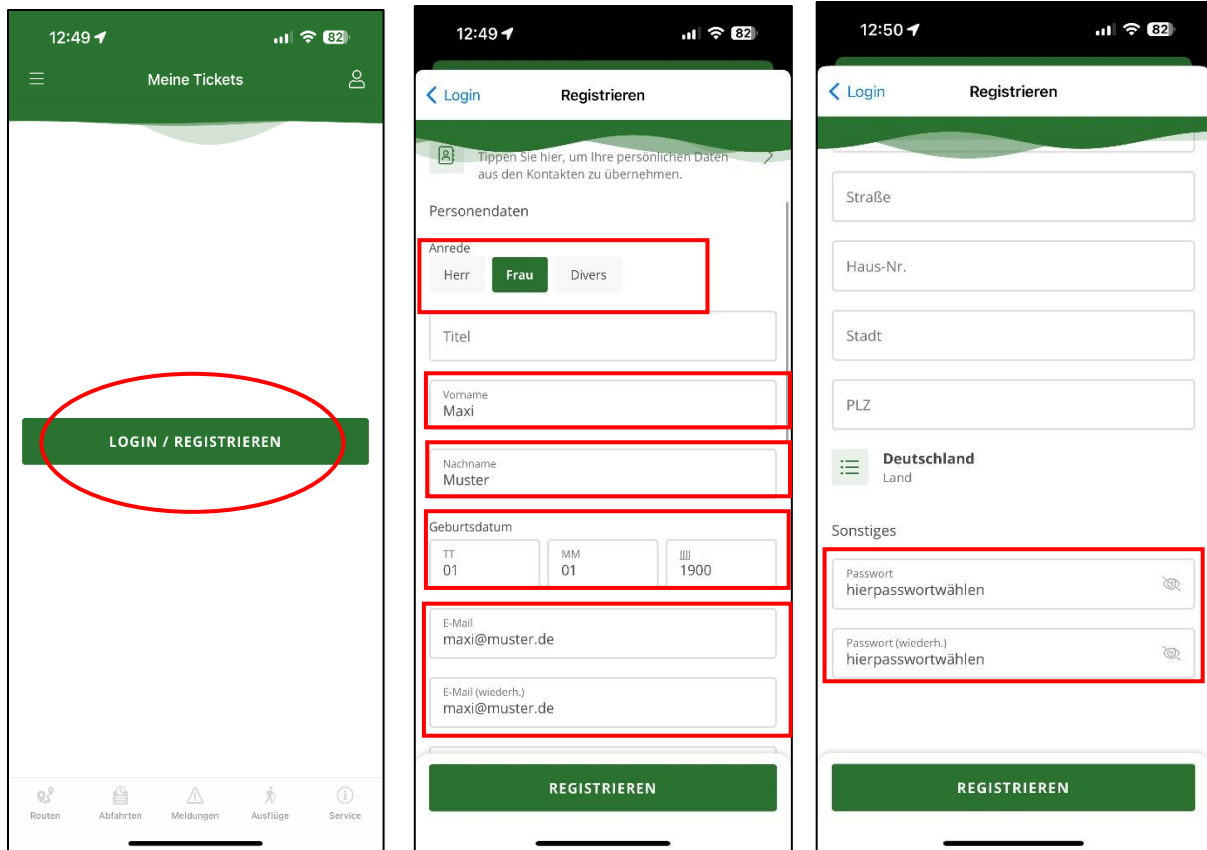 12:49
82
Meine Tickets
LOGIN / REGISTRIEREN
Routen
Abfahrten
Meldungen
Ausflüge
Service
12:49
82
Login
Registrieren
Tippen Sie hier, um Ihre persönlichen Daten
aus den Kontakten zu übernehmen.
Personendaten
Anrede
Herr
Frau
Divers
Titel
Vorname
Maxi
Nachname
Muster
Geburtsdatum
TT
01
MM
01
JJJJ
1900
E-Mail
maxi@muster.de
E-Mail (wiederh.)
maxi@muster.de
REGISTRIEREN
12:50
82
Login
Registrieren
Straße
Haus-Nr.
Stadt
PLZ
Deutschland
Land
Sonstiges
Passwort
hierpasswortwählen
Passwort (wiederh.)
hierpasswortwählen
REGISTRIEREN